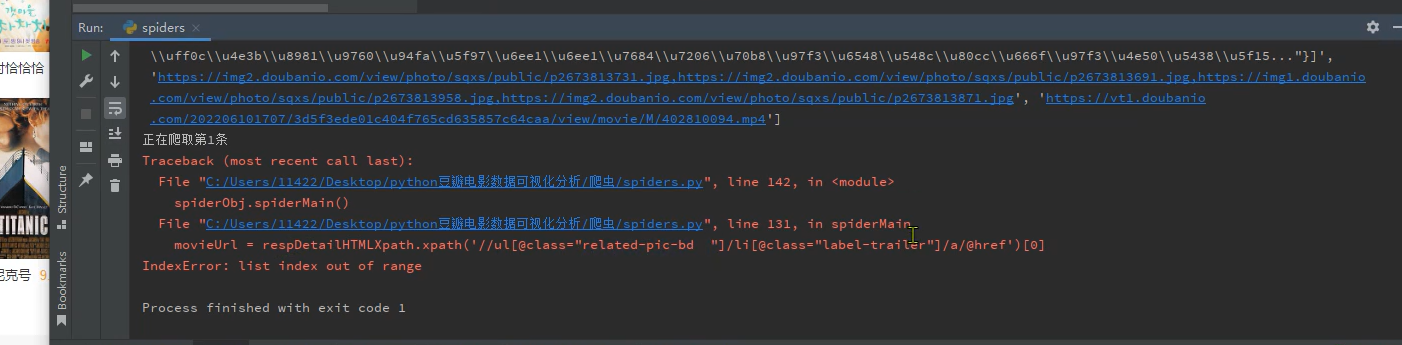 Run:
spiders
\\uff0c\\u4e3b\\u8981\\u9760\\u94fa\\u5f97\\u6ee1\\u6ee1\\u7684\\u7206\\u70b8\\u97f3\\u6548\\u548c\\u80cc\\u666f\\u97f3\\u4e50\\u5438\\u5f15..."}]',
'https://img2.doubanio.com/view/photo/sqxs/public/p2673813731.jpg,https://img2.doubanio.com/view/photo/sqxs/public/p2673813691.jpg,https://img1.doubanio
.com/view/photo/sqxs/public/p2673813958.jpg,https://img2.doubanio.com/view/photo/sqxs/public/p2673813871.jpg', 'https://vt1.doubanio
.com/202206101707/3d5f3ede01c404f765cd635857c64caa/view/movie/M/402810094.mp4']
正在爬取第1条
Traceback (most recent call last):
File "C:/Users/11422/Desktop/python豆瓣电影数据可视化分析/爬虫/spiders.py", line 142, in <module>
spiderObj.spiderMain()
File "C:/Users/11422/Desktop/python豆瓣电影数据可视化分析/爬虫/spiders.py", line 131, in spiderMain
movieUrl = respDetailHTMLXpath.xpath('//ul[@class="related-pic-bd  "]/li[@class="label-trailer"]/a/@href')[0]
IndexError: list index out of range
Process finished with exit code 1
Structure
Bookmarks
恰恰恰
TITANIC
尼克号 9